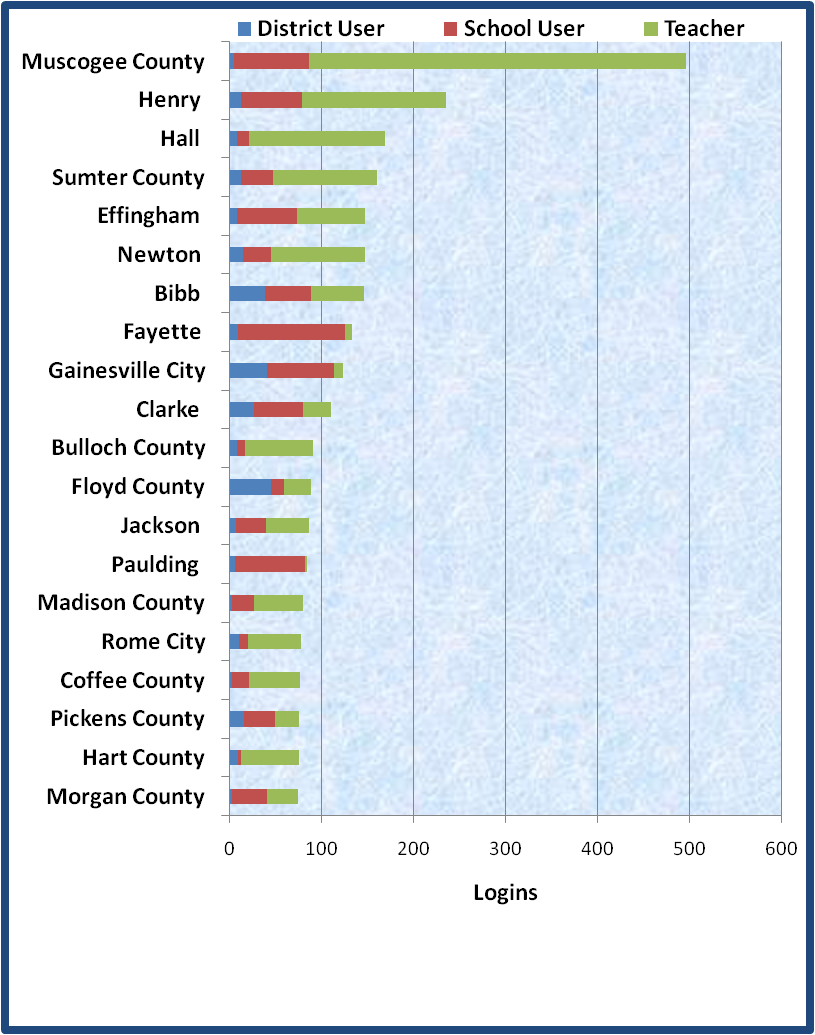 District User School User Teacher
Muscogee County
Henry
Hall
Sumter County
Effingham
Newton
Bibb
Fayette
Gainesville City
Clarke
Bulloch County
Floyd County
Jackson
Paulding
Madison County
Rome City
Coffee County
Pickens County
Hart County
Morgan County
0 100 200 300 400 500 600
Logins